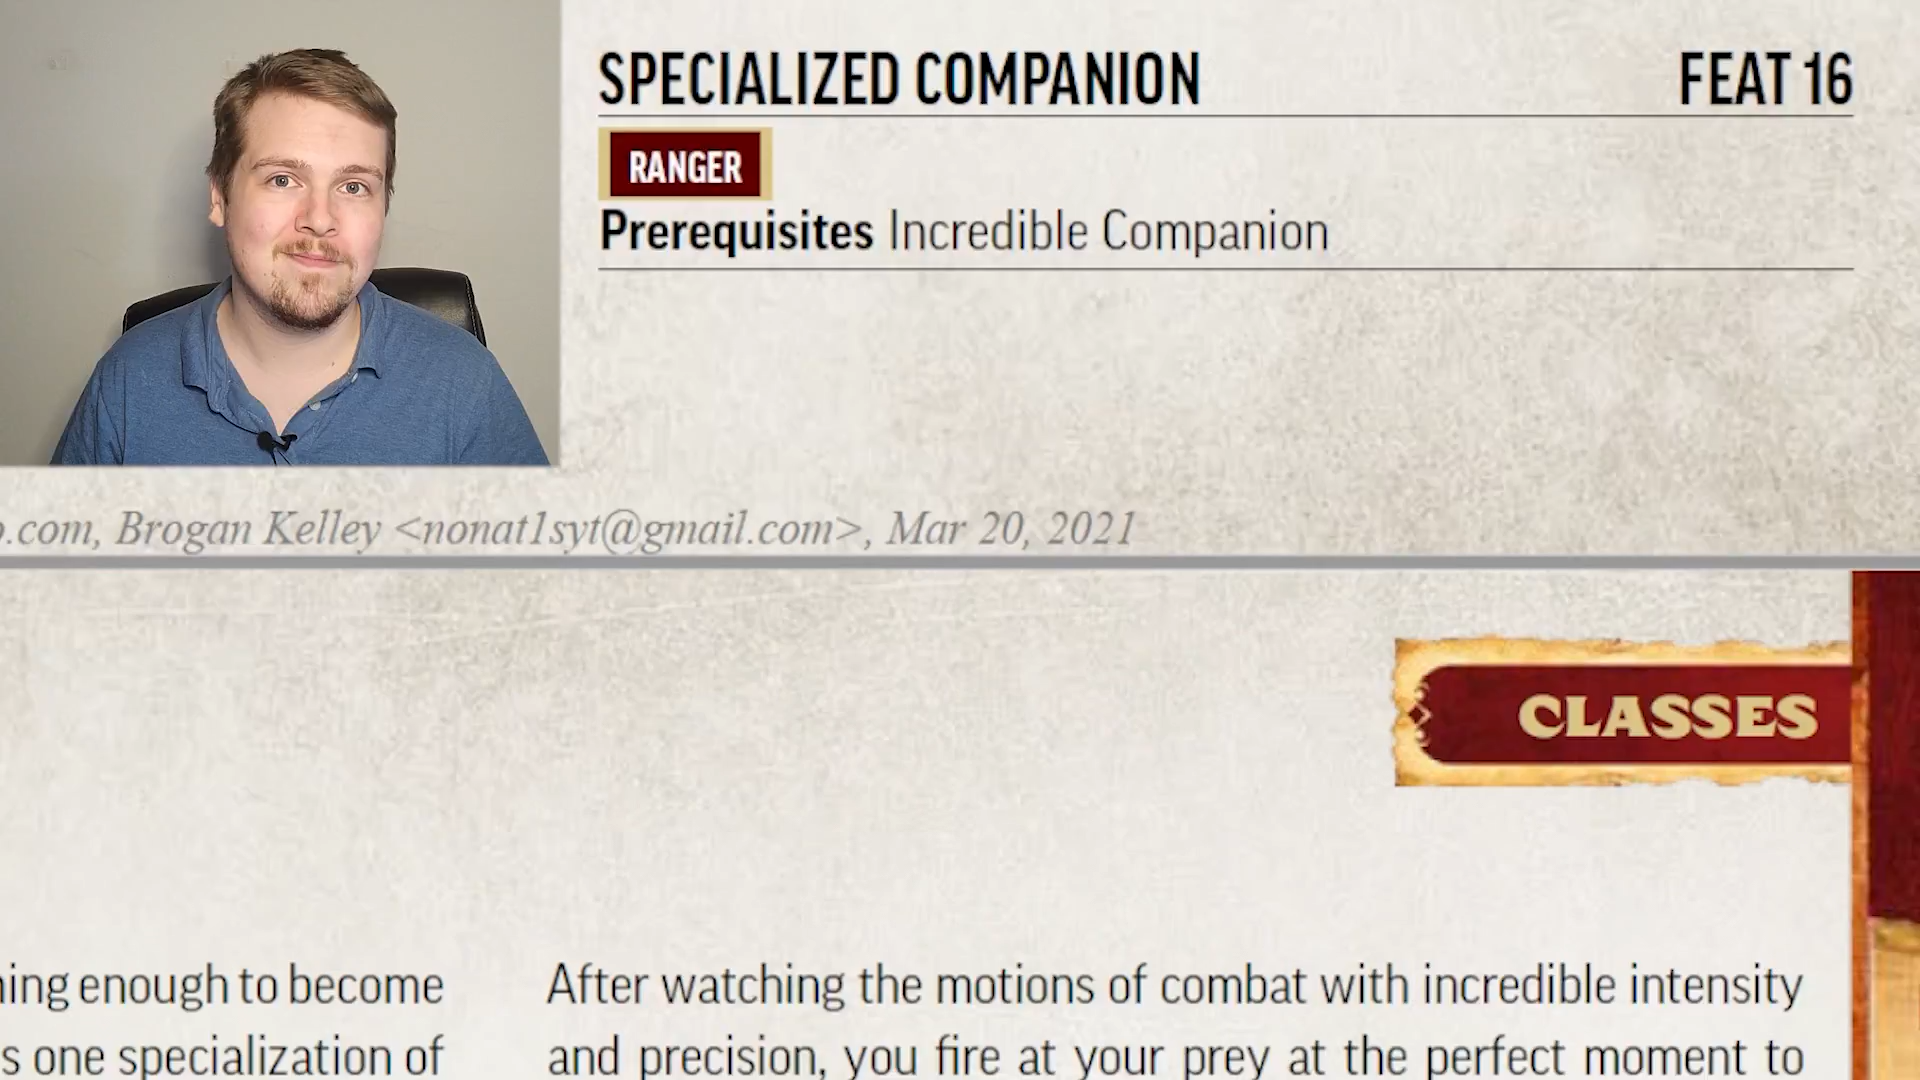 SPECIALIZED COMPANION FEAT 16
RANGER
Prerequisites Incredible Companion
.com, Brogan Kelley <nonat1syt@gmail.com>, Mar 20, 2021
CLASSES
enough to become
one specialization of
After watching the motions of combat with incredible intensity
and precision, you fire at your prey at the perfect moment to